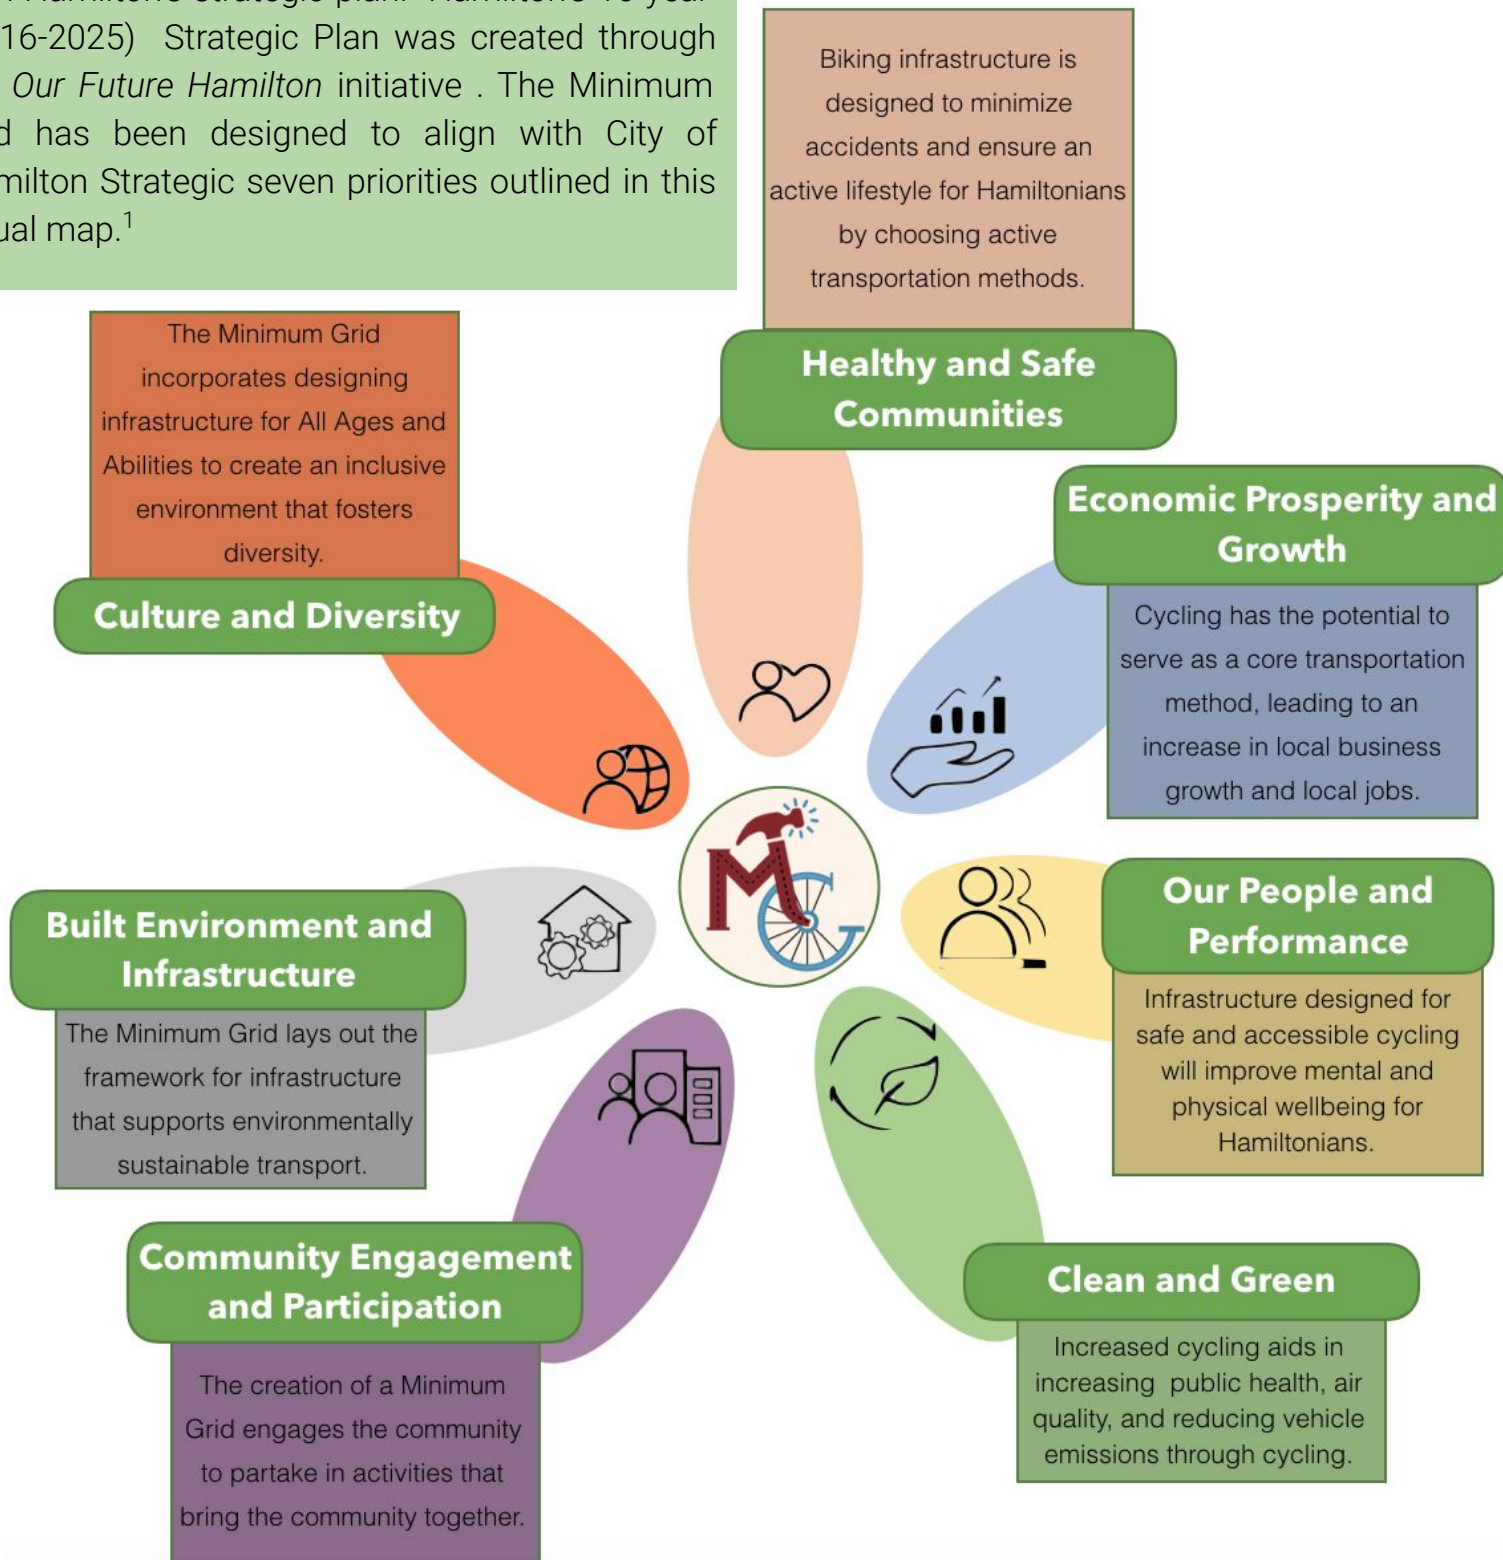 Hamilton's strategic plan. Hamilton's 10 year
16-2025) Strategic Plan was created through
Our Future Hamilton initiative . The Minimum
has been designed to align with City of
Strategic seven priorities outlined in this
map.1
Biking infrastructure is
designed to minimize
accidents and ensure an
active lifestyle for Hamiltonians
by choosing active
transportation methods.
Healthy and Safe
Communities
The Minimum Grid
incorporates designing
infrastructure for All Ages and
Abilities to create an inclusive
environment that fosters
diversity.
Culture and Diversity
Economic Prosperity and
Growth
Cycling has the potential to
serve as a core transportation
method, leading to an
increase in local business
growth and local jobs.
MG
Built Environment and
Infrastructure
The Minimum Grid lays out the
framework for infrastructure
that supports environmentally
sustainable transport.
Our People and
Performance
Infrastructure designed for
safe and accessible cycling
will improve mental and
physical wellbeing for
Hamiltonians.
Community Engagement
and Participation
The creation of a Minimum
Grid engages the community
to partake in activities that
bring the community together.
Clean and Green
Increased cycling aids in
increasing public health, air
quality, and reducing vehicle
emissions through cycling.